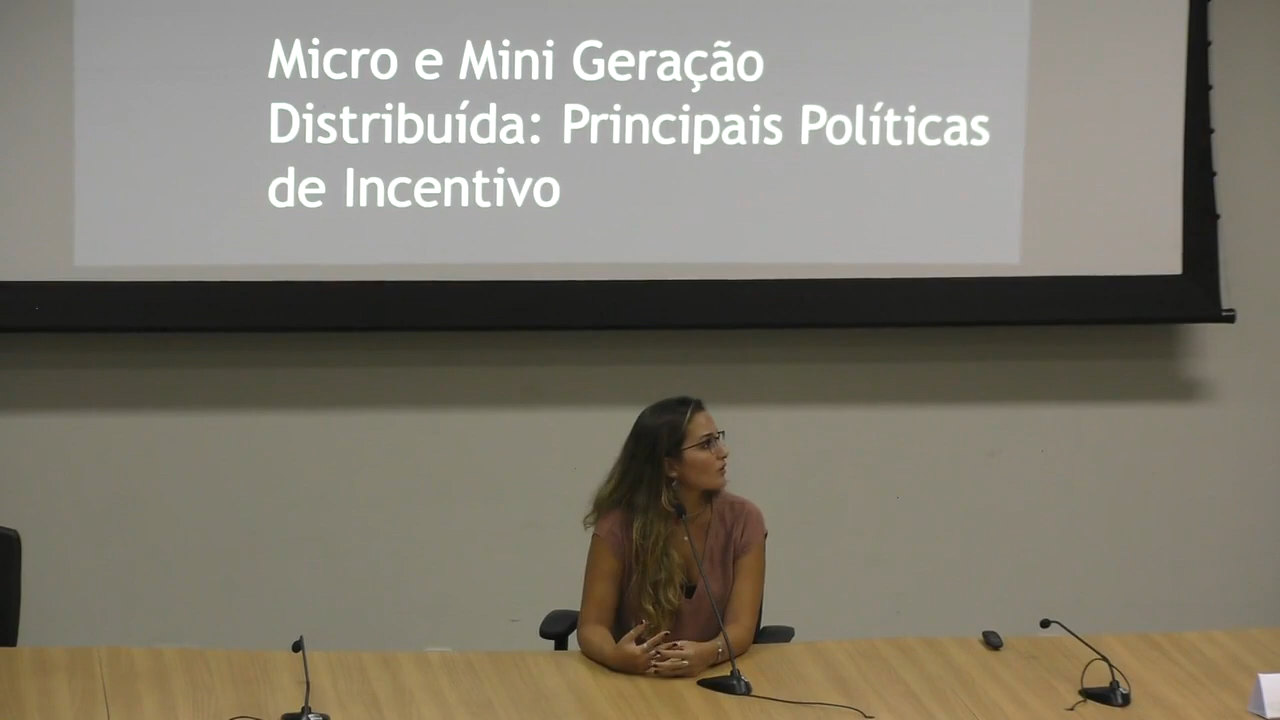 Micro e Mini Geração
Distribuída: Principais Políticas
de Incentivo